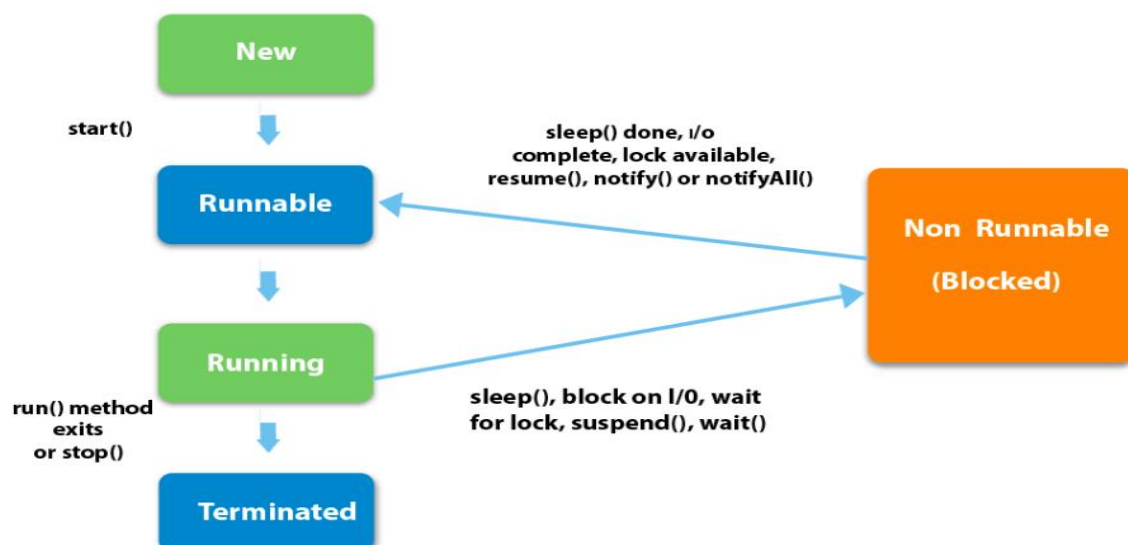 New
start()
sleep() done, ı/o
complete, lock available,
resume(), notify() or notifyAll()
Runnable
Non Runnable
(Blocked)
Running
sleep(), block on l/0, wait
for lock, suspend(), wait()
run() method
exits
or stop()
Terminated